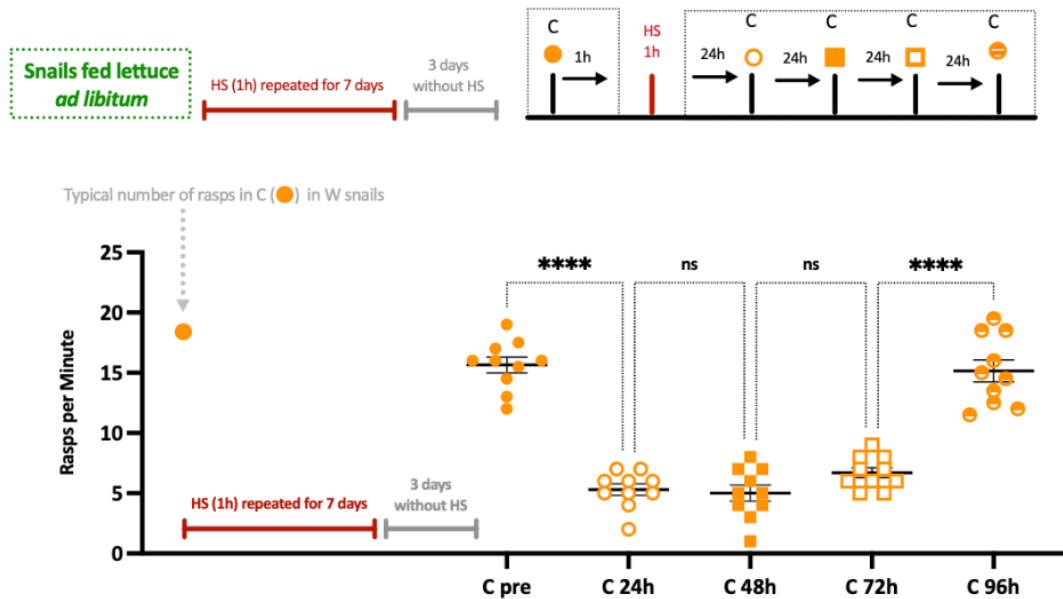 Snails fed lettuce
ad libitum
HS (1h) repeated for 7 days
3 days
without HS
C
1h
HS
1h
24h
C
24h
C
24h
C
24h
C
Typical number of rasps in C ( ) in W snails
Rasps per Minute
25
20
15
10
5
0
**** ns ns ****
HS (1h) repeated for 7 days
3 days
without HS
C pre C 24h C 48h C 72h C 96h